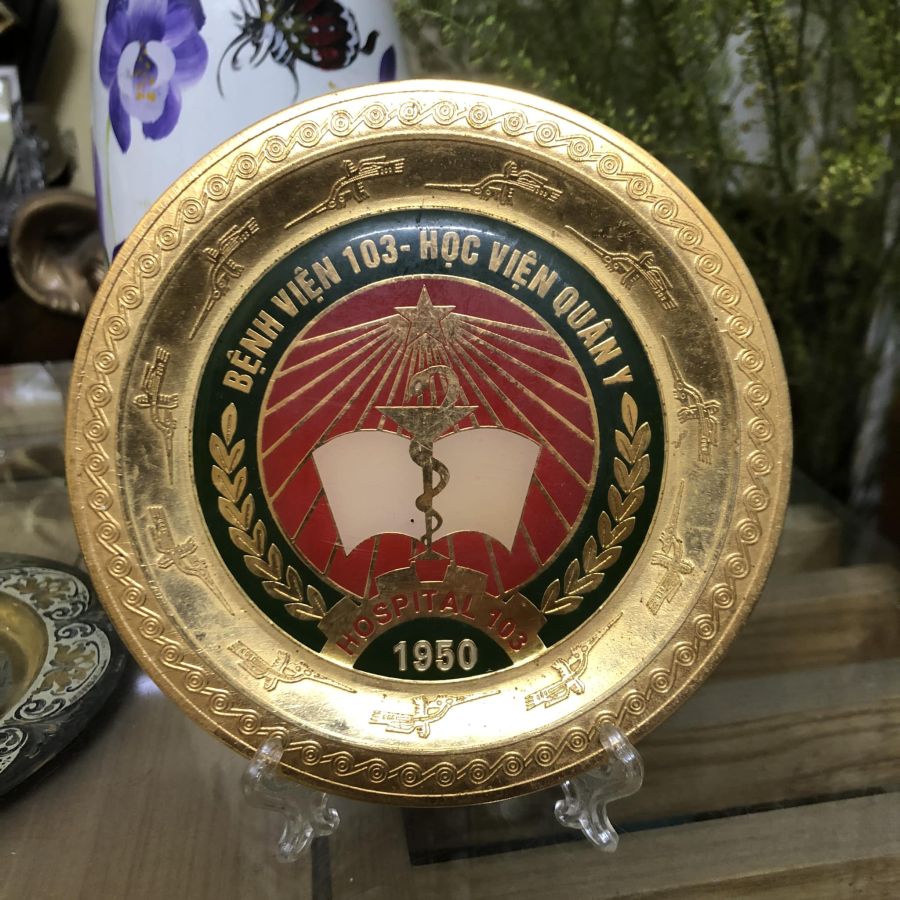 BỆNH VIỆN 103 - HỌC VIỆN QUÂN Y
HOSPITAL 103
1950